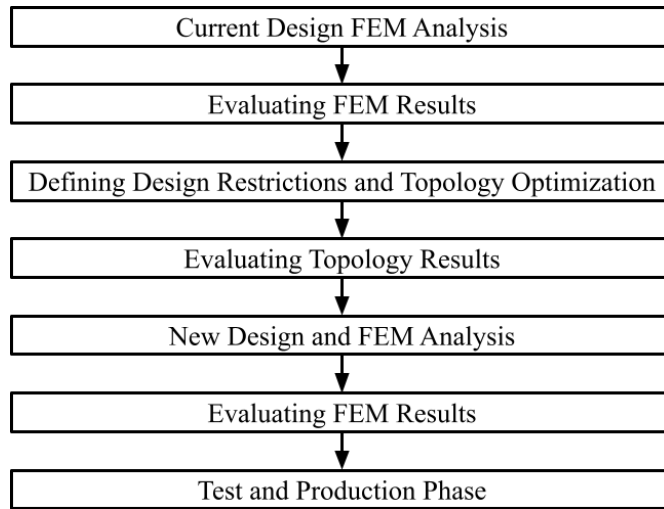 Current Design FEM Analysis
Evaluating FEM Results
Defining Design Restrictions and Topology Optimization
Evaluating Topology Results
New Design and FEM Analysis
Evaluating FEM Results
Test and Production Phase